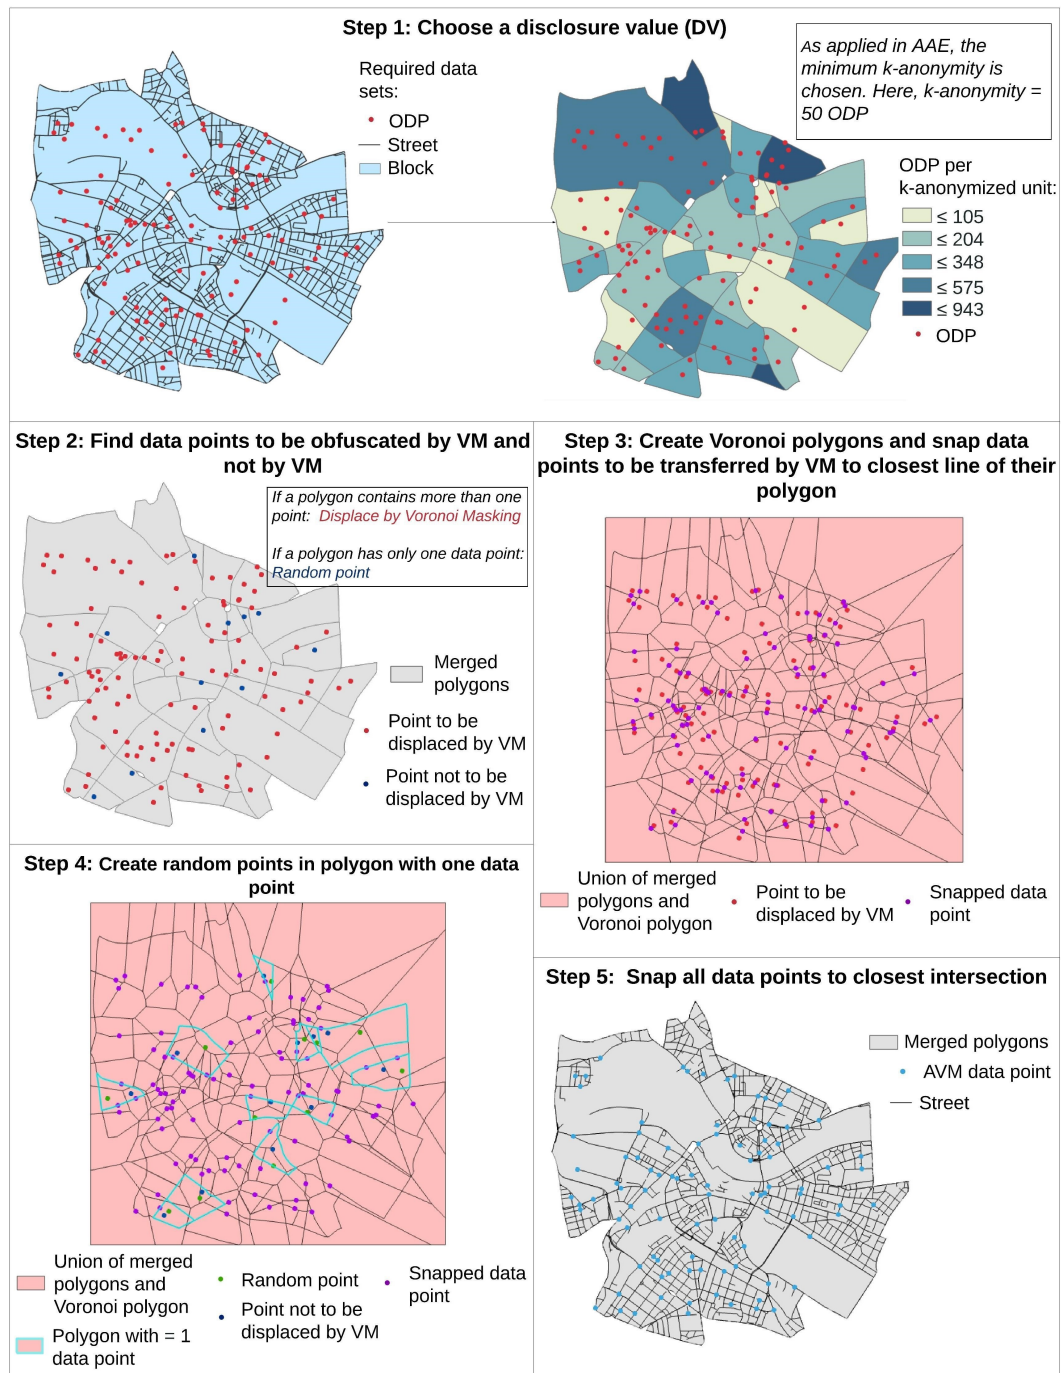 Step 1: Choose a disclosure value (DV)
Required data
sets:
ODP
Street
Block
As applied in AAE, the
minimum k-anonymity is
chosen. Here, k-anonymity =
50 ODP
ODP per
k-anonymized unit:
≤ 105
≤ 204
≤ 348
≤ 575
≤ 943
ODP
Step 2: Find data points to be obfuscated by VM and
not by VM
If a polygon contains more than one
point: Displace by Voronoi Masking
If a polygon has only one data point:
Random point
Merged
polygons
Point to be
displaced by VM
Point not to be
displaced by VM
Step 3: Create Voronoi polygons and snap data
points to be transferred by VM to closest line of their
polygon
Union of merged
polygons and
Voronoi polygon
Point to be
displaced by VM
Snapped data
point
Step 4: Create random points in polygon with one data
point
Union of merged
polygons and
Voronoi polygon
Polygon with = 1
data point
Random point
Point not to be
displaced by VM
Snapped data
point
Step 5: Snap all data points to closest intersection
Merged polygons
AVM data point
Street